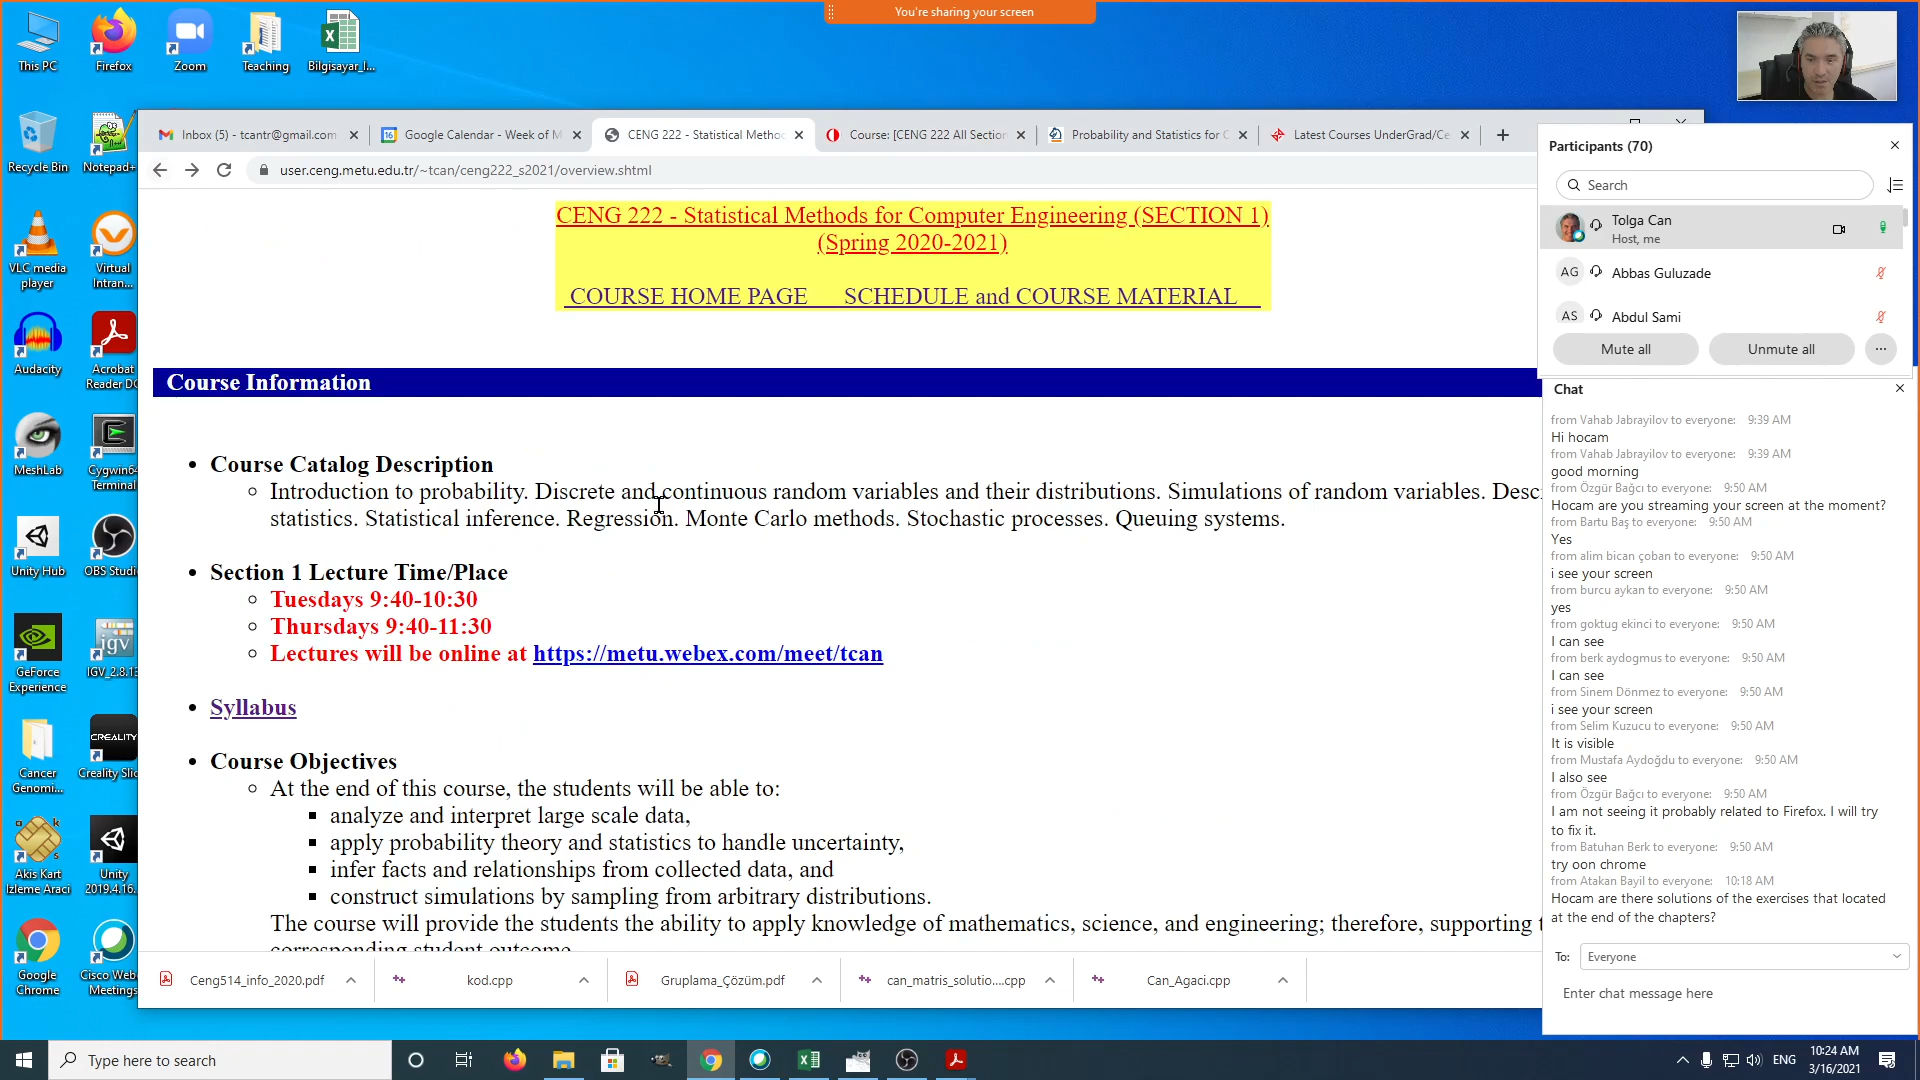 You're sharing your screen
This PC
Firefox
Zoom
Teaching
Bilgisayar_I...
Recycle Bin
Notepad+
VLC media player
Virtual Intran...
Audacity
Acrobat Reader DC
MeshLab
Cygwin64 Terminal
Unity Hub
OBS Studi
GeForce Experience
IGV_2.8.13
Cancer Genomi...
CREALITY
Creality Slic
Akis Kart Izleme Araci
Unity 2019.4.16.
Google Chrome
Cisco Web Meetings
Inbox (5) - tcantr@gmail.com
Google Calendar - Week of M
CENG 222 - Statistical Metho
Course: [CENG 222 All Section
Probability and Statistics for C
Latest Courses UnderGrad/Ce
user.ceng.metu.edu.tr/~tcan/ceng222_s2021/overview.shtml
CENG 222 - Statistical Methods for Computer Engineering (SECTION 1)
(Spring 2020-2021)
COURSE HOME PAGE SCHEDULE and COURSE MATERIAL
Course Information
Course Catalog Description
Introduction to probability. Discrete and continuous random variables and their distributions. Simulations of random variables. Desc
statistics. Statistical inference. Regression. Monte Carlo methods. Stochastic processes. Queuing systems.
Section 1 Lecture Time/Place
Tuesdays 9:40-10:30
Thursdays 9:40-11:30
Lectures will be online at https://metu.webex.com/meet/tcan
Syllabus
Course Objectives
At the end of this course, the students will be able to:
analyze and interpret large scale data,
apply probability theory and statistics to handle uncertainty,
infer facts and relationships from collected data, and
construct simulations by sampling from arbitrary distributions.
The course will provide the students the ability to apply knowledge of mathematics, science, and engineering; therefore, supporting t
corresponding student outcome
Participants (70)
Search
Tolga Can
Host, me
AG Abbas Guluzade
AS Abdul Sami
Mute all
Unmute all
Chat
from Vahab Jabrayilov to everyone: 9:39 AM
Hi hocam
from Vahab Jabrayilov to everyone: 9:39 AM
good morning
from Özgür Bağcı to everyone: 9:50 AM
Hocam are you streaming your screen at the moment?
from Bartu Baş to everyone: 9:50 AM
Yes
from alim bican çoban to everyone: 9:50 AM
i see your screen
from burcu aykan to everyone: 9:50 AM
yes
from goktug ekinci to everyone: 9:50 AM
I can see
from berk aydogmus to everyone: 9:50 AM
I can see
from Sinem Dönmez to everyone: 9:50 AM
i see your screen
from Selim Kuzucu to everyone: 9:50 AM
It is visible
from Mustafa Aydoğdu to everyone: 9:50 AM
I also see
from Özgür Bağcı to everyone: 9:50 AM
I am not seeing it probably related to Firefox. I will try
to fix it.
from Batuhan Berk to everyone: 9:50 AM
try oon chrome
from Atakan Bayil to everyone: 10:18 AM
Hocam are there solutions of the exercises that located
at the end of the chapters?
To: Everyone
Enter chat message here
Ceng514_info_2020.pdf
kod.cpp
Gruplama_Çözüm.pdf
can_matris_solutio....cpp
Can_Agaci.cpp
Type here to search
ENG
10:24 AM
3/16/2021